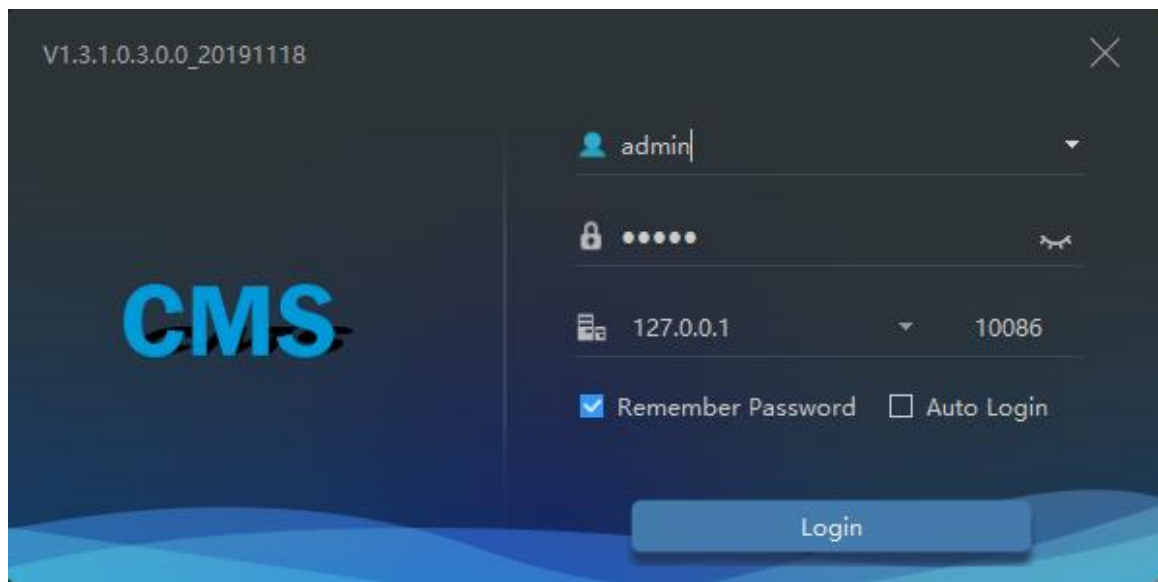 V1.3.1.0.3.0.0_20191118
admin
•••••
CMS
127.0.0.1 10086
Remember Password Auto Login
Login